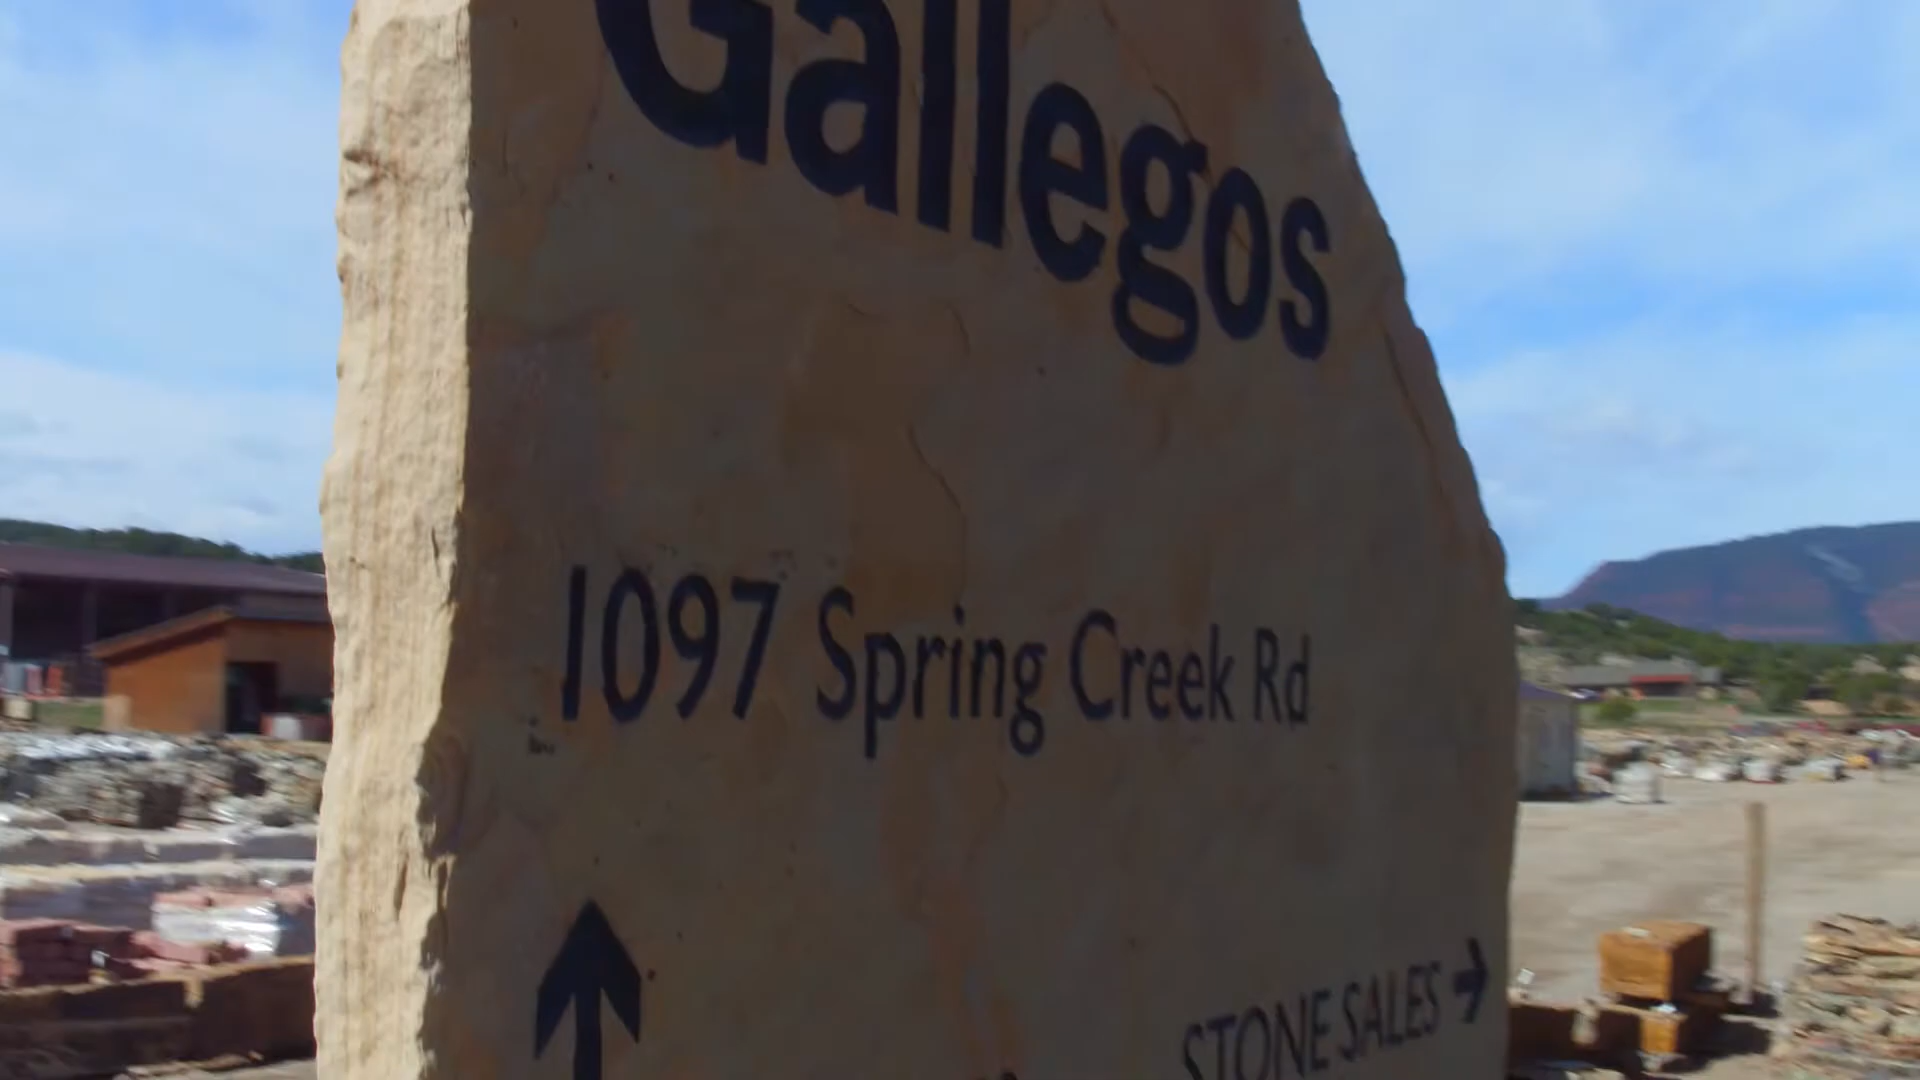 Gallegos
1097 Spring Creek Rd
STONE SALES →